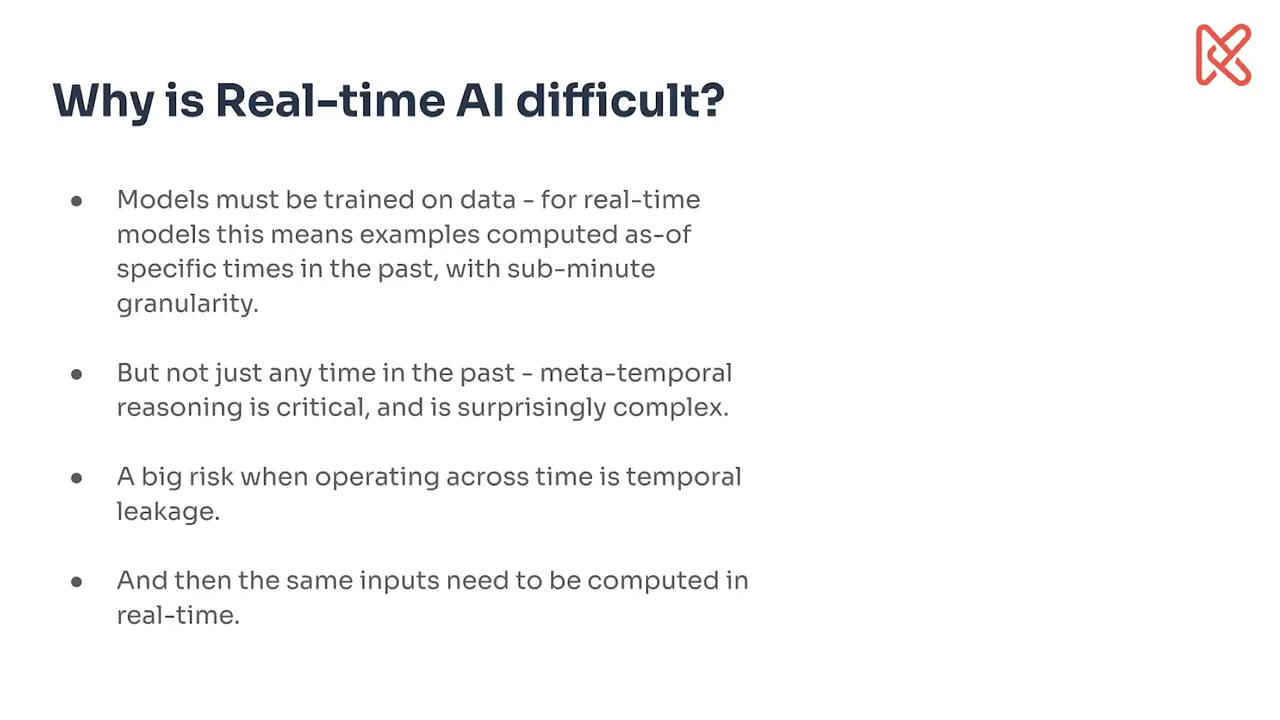 Why is Real-time AI difficult?
● Models must be trained on data - for real-time
models this means examples computed as-of
specific times in the past, with sub-minute
granularity.
● But not just any time in the past - meta-temporal
reasoning is critical, and is surprisingly complex.
● A big risk when operating across time is temporal
leakage.
● And then the same inputs need to be computed in
real-time.